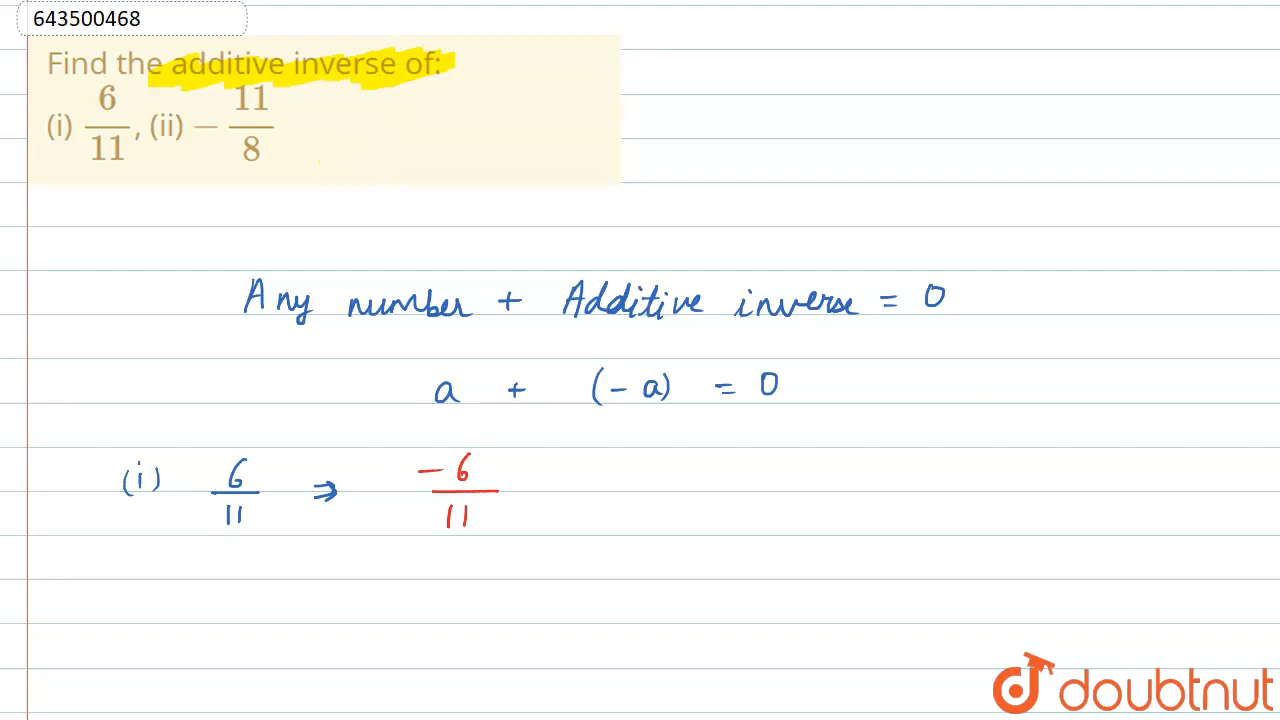 643500468
Find the additive inverse of:
(i) 6/11, (ii) − 11/8
Any number + Additive inverse = 0
a + (- a) = 0
(i) 6/11 ⇒ -6/11
doubtnut